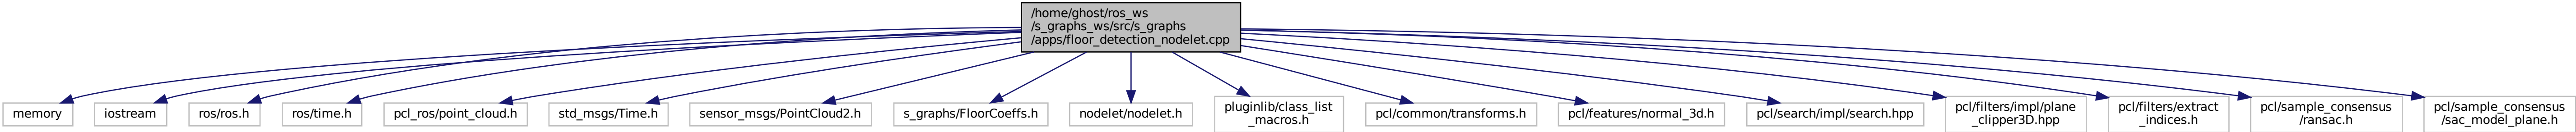 /home/ghost/ros_ws
/s_graphs_ws/src/s_graphs
/apps/floor_detection_nodelet.cpp
memory
iostream
ros/ros.h
ros/time.h
pcl_ros/point_cloud.h
std_msgs/Time.h
sensor_msgs/PointCloud2.h
s_graphs/FloorCoeffs.h
nodelet/nodelet.h
pluginlib/class_list
_macros.h
pcl/common/transforms.h
pcl/features/normal_3d.h
pcl/search/impl/search.hpp
pcl/filters/impl/plane
_clipper3D.hpp
pcl/filters/extract
_indices.h
pcl/sample_consensus
/ransac.h
pcl/sample_consensus
/sac_model_plane.h